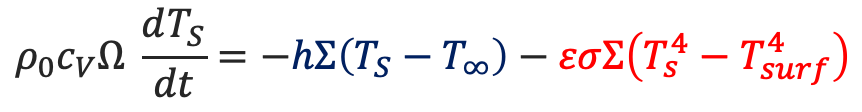 ρ₀c_VΩ dT_S/dt = −hΣ(T_S − T_∞) − εσΣ(T_s⁴ − T_surf⁴)